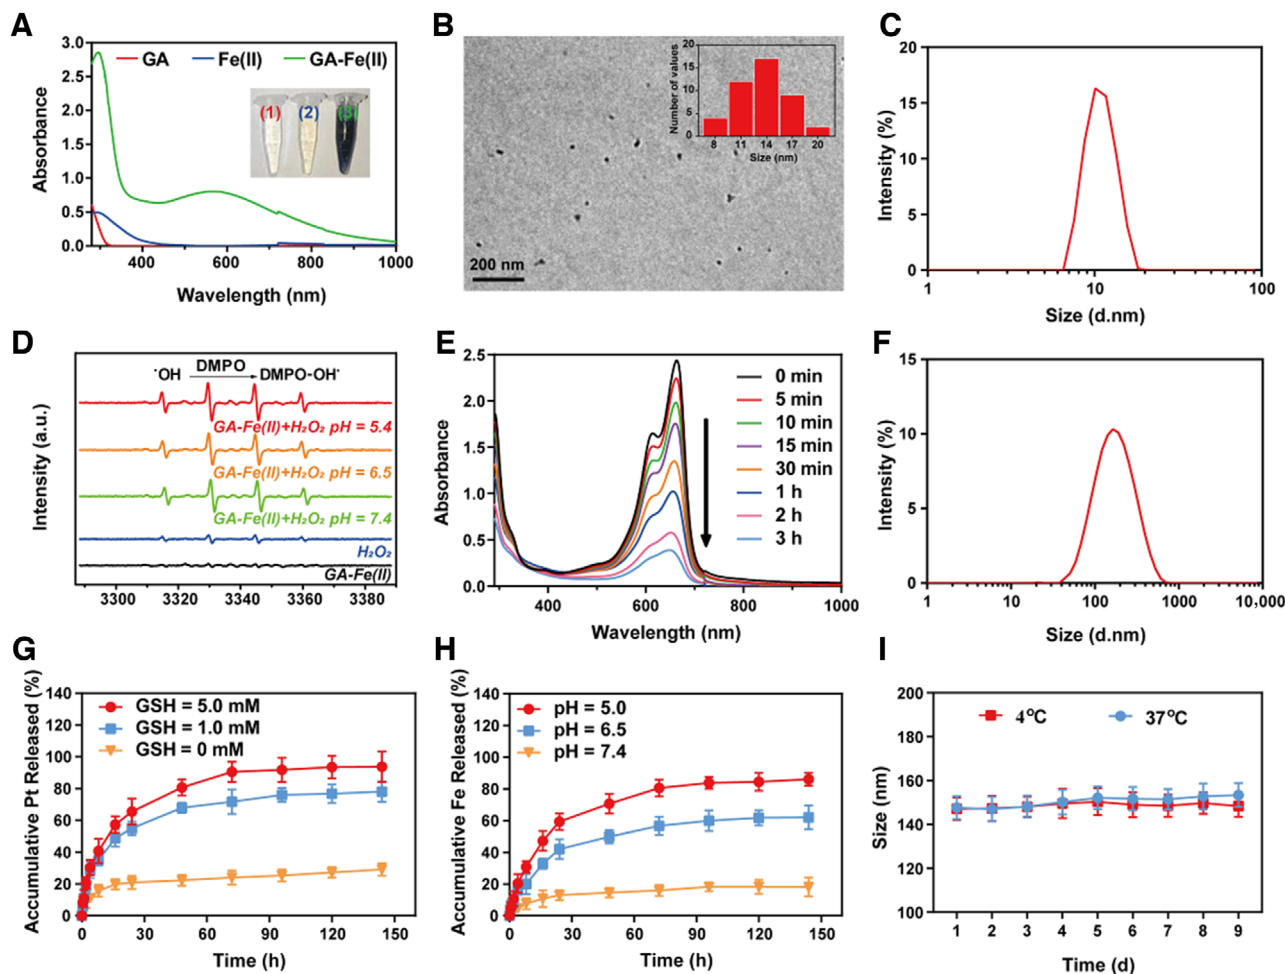 A
3.0
2.5
2.0
1.5
1.0
0.5
0.0
Absorbance
GA
Fe(II)
GA-Fe(II)
(1)
(2)
(3)
400
600
800
1000
Wavelength (nm)
B
20
15
10
5
0
Number of values
8
11
14
17
20
Size (nm)
200 nm
C
20
15
10
5
0
Intensity (%)
1
10
100
Size (d.nm)
D
Intensity (a.u.)
·OH
DMPO
DMPO-OH·
GA-Fe(II)+H₂O₂ pH = 5.4
GA-Fe(II)+H₂O₂ pH = 6.5
GA-Fe(II)+H₂O₂ pH = 7.4
H₂O₂
GA-Fe(II)
3300
3320
3340
3360
3380
E
2.5
2.0
1.5
1.0
0.5
0.0
Absorbance
0 min
5 min
10 min
15 min
30 min
1 h
2 h
3 h
400
600
800
1000
Wavelength (nm)
F
15
10
5
0
Intensity (%)
1
10
100
1000
10,000
Size (d.nm)
G
140
120
100
80
60
40
20
0
Accumulative Pt Released (%)
GSH = 5.0 mM
GSH = 1.0 mM
GSH = 0 mM
0
30
60
90
120
150
Time (h)
H
140
120
100
80
60
40
20
0
Accumulative Fe Released (%)
pH = 5.0
pH = 6.5
pH = 7.4
0
30
60
90
120
150
Time (h)
I
200
180
160
140
120
100
Size (nm)
4°C
37°C
1
2
3
4
5
6
7
8
9
Time (d)